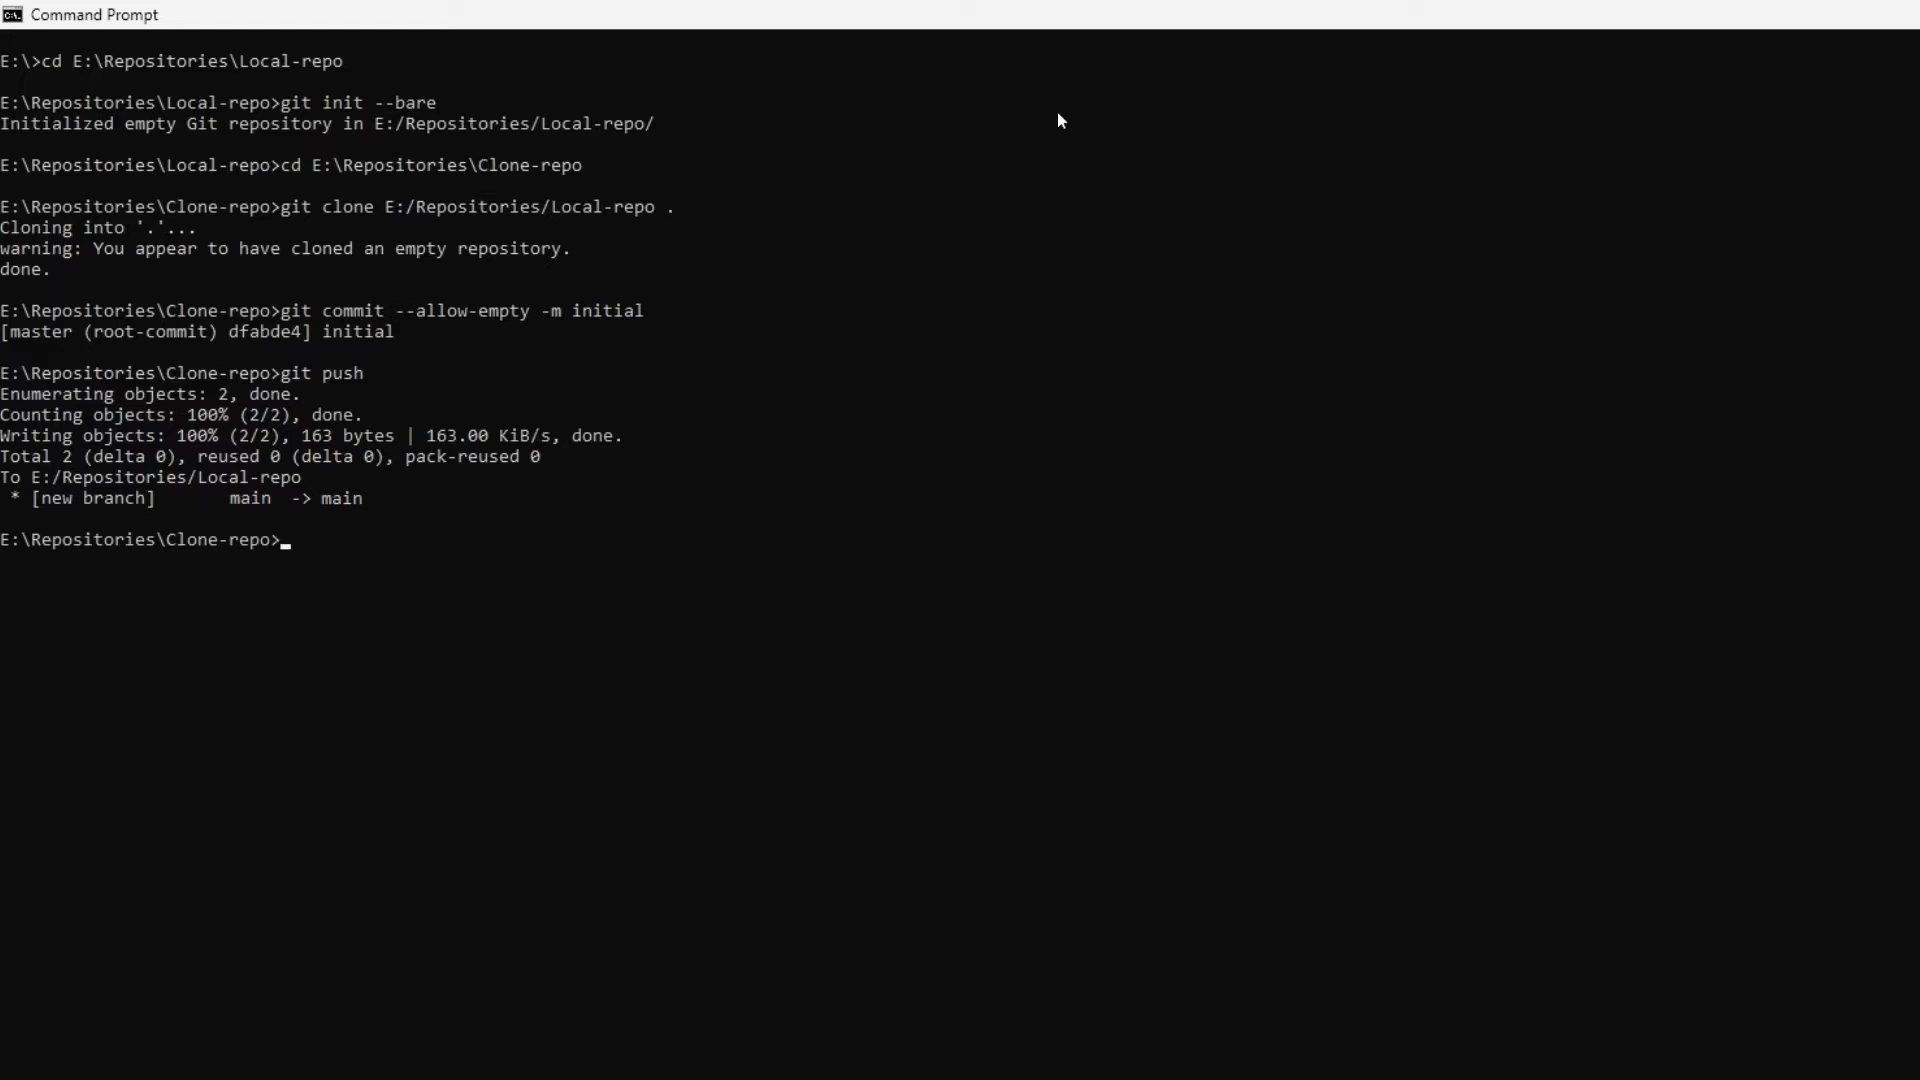 Command Prompt
E:\>cd E:\Repositories\Local-repo
E:\Repositories\Local-repo>git init --bare
Initialized empty Git repository in E:/Repositories/Local-repo/
E:\Repositories\Local-repo>cd E:\Repositories\Clone-repo
E:\Repositories\Clone-repo>git clone E:/Repositories/Local-repo .
Cloning into '.'...
warning: You appear to have cloned an empty repository.
done.
E:\Repositories\Clone-repo>git commit --allow-empty -m initial
[master (root-commit) dfabde4] initial
E:\Repositories\Clone-repo>git push
Enumerating objects: 2, done.
Counting objects: 100% (2/2), done.
Writing objects: 100% (2/2), 163 bytes | 163.00 KiB/s, done.
Total 2 (delta 0), reused 0 (delta 0), pack-reused 0
To E:/Repositories/Local-repo
 * [new branch]       main  -> main
E:\Repositories\Clone-repo>